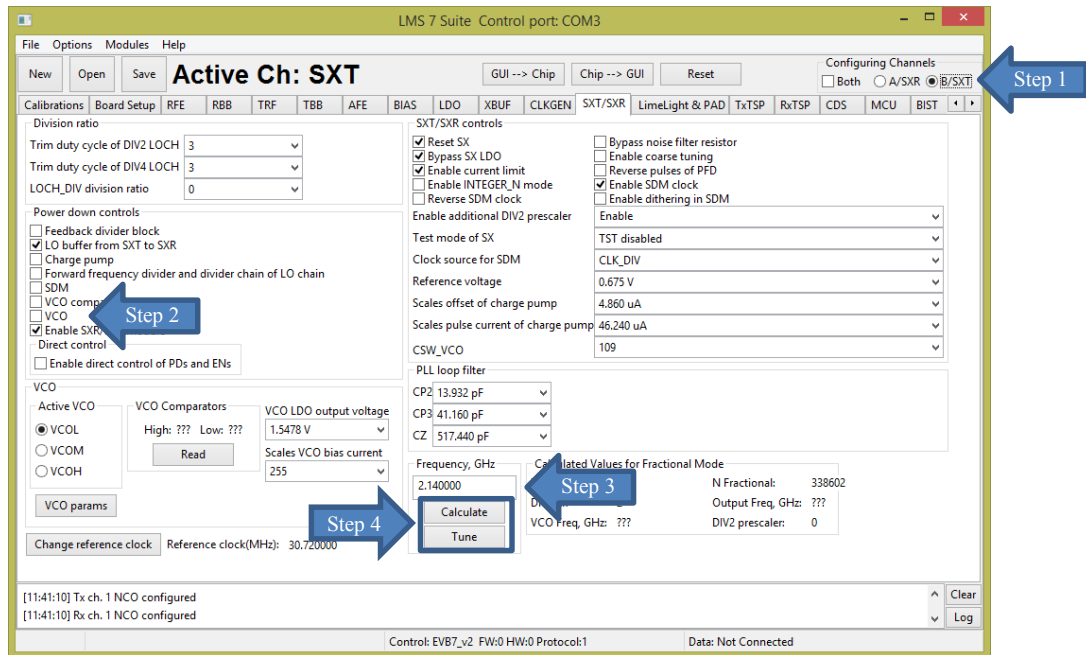 LMS 7 Suite Control port: COM3
File Options Modules Help
New Open Save Active Ch: SXT GUI --> Chip Chip --> GUI Reset
Configuring Channels
Both A/SXR B/SXT
Step 1
Calibrations Board Setup RFE RBB TRF TBB AFE BIAS LDO XBUF CLKGEN SXT/SXR LimeLight & PAD TxTSP RxTSP CDS MCU BIST
Division ratio
Trim duty cycle of DIV2 LOCH 3
Trim duty cycle of DIV4 LOCH 3
LOCH_DIV division ratio 0
Power down controls
Feedback divider block
LO buffer from SXT to SXR
Charge pump
Forward frequency divider and divider chain of LO chain
SDM
VCO
VCO
Enable
Step 2
Direct control
Enable direct control of PDs and ENs
VCO
Active VCO
VCOL
VCOM
VCOH
VCO Comparators
High: ??? Low: ???
Read
VCO LDO output voltage
1.5478 V
Scales VCO bias current
255
VCO params
Change reference clock Reference clock(MHz): 30.720000
SXT/SXR controls
Reset SX
Bypass SX LDO
Enable current limit
Enable INTEGER_N mode
Reverse SDM clock
Bypass noise filter resistor
Enable coarse tuning
Reverse pulses of PFD
Enable SDM clock
Enable dithering in SDM
Enable additional DIV2 prescaler Enable
Test mode of SX TST disabled
Clock source for SDM CLK_DIV
Reference voltage 0.675 V
Scales offset of charge pump 4.860 uA
Scales pulse current of charge pump 46.240 uA
CSW_VCO 109
PLL loop filter
CP2 13.932 pF
CP3 41.160 pF
CZ 517.440 pF
Frequency, GHz
2.140000
Calculate
Tune
Step 3
Step 4
Calculated Values for Fractional Mode
N Fractional: 338602
Output Freq, GHz: ???
VCO Freq, GHz: ???
DIV2 prescaler: 0
[11:41:10] Tx ch. 1 NCO configured
[11:41:10] Rx ch. 1 NCO configured
Clear
Log
Control: EVB7_v2 FW:0 HW:0 Protocol:1 Data: Not Connected